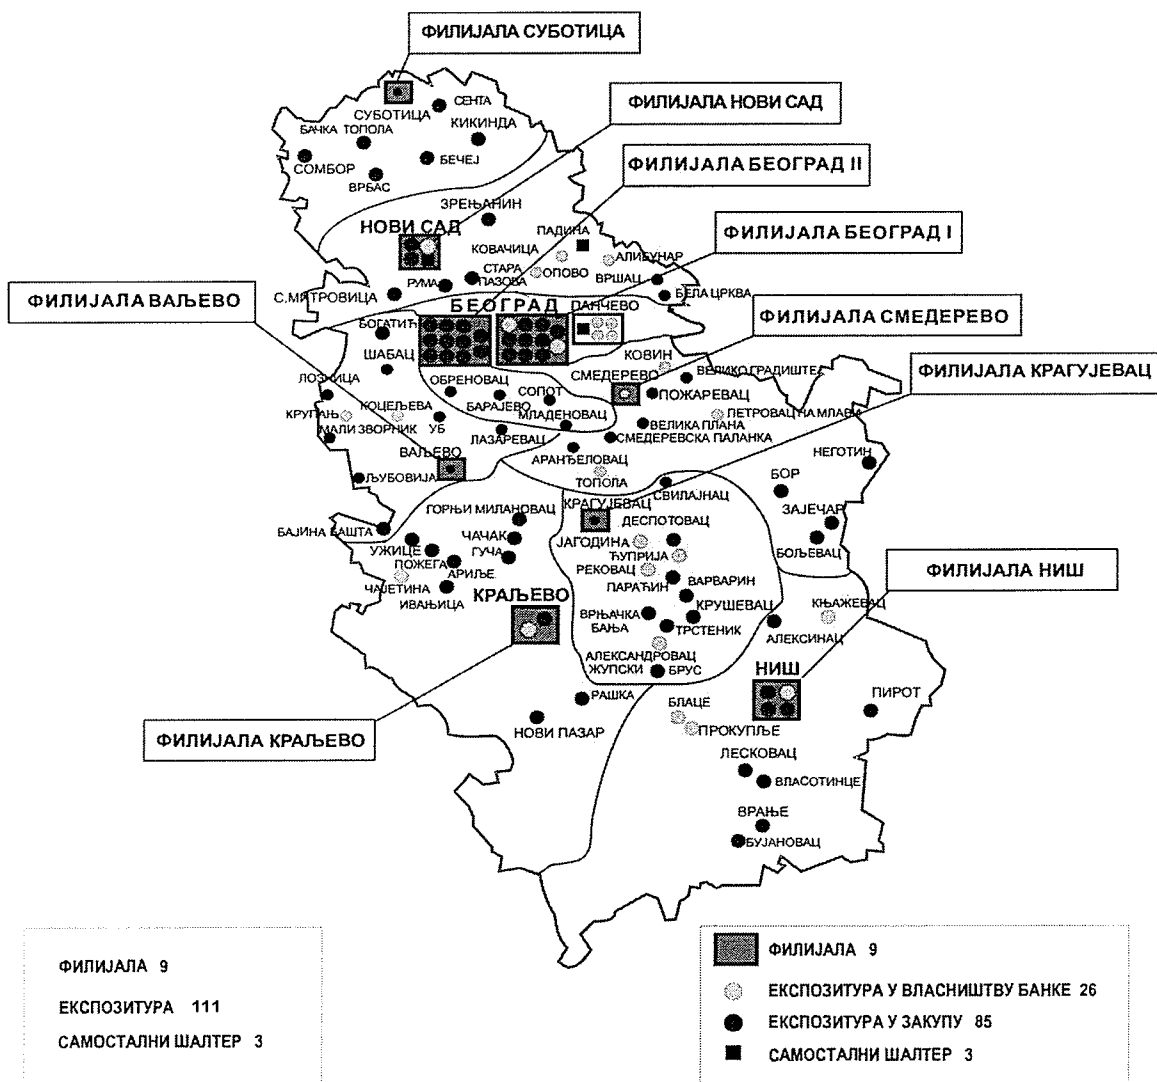 ФИЛИЈАЛА СУБОТИЦА
СЕНТА
СУБОТИЦА
ФИЛИЈАЛА НОВИ САД
БАЧКА ТОПОЛА
КИКИНДА
СОМБОР
БЕЧЕЈ
ВРБАС
ФИЛИЈАЛА БЕОГРАД II
ЗРЕЊАНИН
НОВИ САД
ПАДИНА
ФИЛИЈАЛА БЕОГРАД I
КОВАЧИЦА
АЛИБУНАР
СТАРА
ПАЗОВА
ОПОВО
ВРШАЦ
РУМА
С.МИТРОВИЦА
БЕЛА ЦРКВА
ФИЛИЈАЛА ВАЉЕВО
БЕОГРАД
ПАНЧЕВО
ФИЛИЈАЛА СМЕДЕРЕВО
БОГАТИЋ
ШАБАЦ
КОВИН
СМЕДЕРЕВО
ВЕЛИКО ГРАДИШТЕ
ФИЛИЈАЛА КРАГУЈЕВАЦ
ЛОЗНИЦА
ОБРЕНОВАЦ
СОПОТ
ПОЖАРЕВАЦ
КРУПАЊ
КОЦЕЉЕВА
БАРАЈЕВО
МЛАДЕНОВАЦ
ПЕТРОВАЦ НА МЛАВИ
МАЛИ ЗВОРНИК
УБ
ВЕЛИКА ПЛАНА
ЛАЗАРЕВАЦ
СМЕДЕРЕВСКА ПАЛАНКА
ВАЉЕВО
АРАНЂЕЛОВАЦ
НЕГОТИН
ЉУБОВИЈА
ТОПОЛА
БОР
СВИЛАЈНАЦ
ГОРЊИ МИЛАНОВАЦ
КРАГУЈЕВАЦ
ЗАЈЕЧАР
ДЕСПОТОВАЦ
БАЈИНА БАШТА
ЧАЧАК
ЈАГОДИНА
УЖИЦЕ
ГУЧА
ЋУПРИЈА
БОЉЕВАЦ
ПОЖЕГА
РЕКОВАЦ
ФИЛИЈАЛА НИШ
АРИЉЕ
ПАРАЋИН
ВАРВАРИН
ЧАЈЕТИНА
ИВАЊИЦА
КРАЉЕВО
КРУШЕВАЦ
КЊАЖЕВАЦ
ВРЊАЧКА
БАЊА
ТРСТЕНИК
АЛЕКСИНАЦ
АЛЕКСАНДРОВАЦ
ЖУПСКИ
БРУС
НИШ
РАШКА
БЛАЦЕ
ПИРОТ
НОВИ ПАЗАР
ПРОКУПЉЕ
ФИЛИЈАЛА КРАЉЕВО
ЛЕСКОВАЦ
ВЛАСОТИНЦЕ
ВРАЊЕ
БУЈАНОВАЦ
ФИЛИЈАЛА 9
ЕКСПОЗИТУРА 111
САМОСТАЛНИ ШАЛТЕР 3
ФИЛИЈАЛА 9
ЕКСПОЗИТУРА У ВЛАСНИШТВУ БАНКЕ 26
ЕКСПОЗИТУРА У ЗАКУПУ 85
САМОСТАЛНИ ШАЛТЕР 3